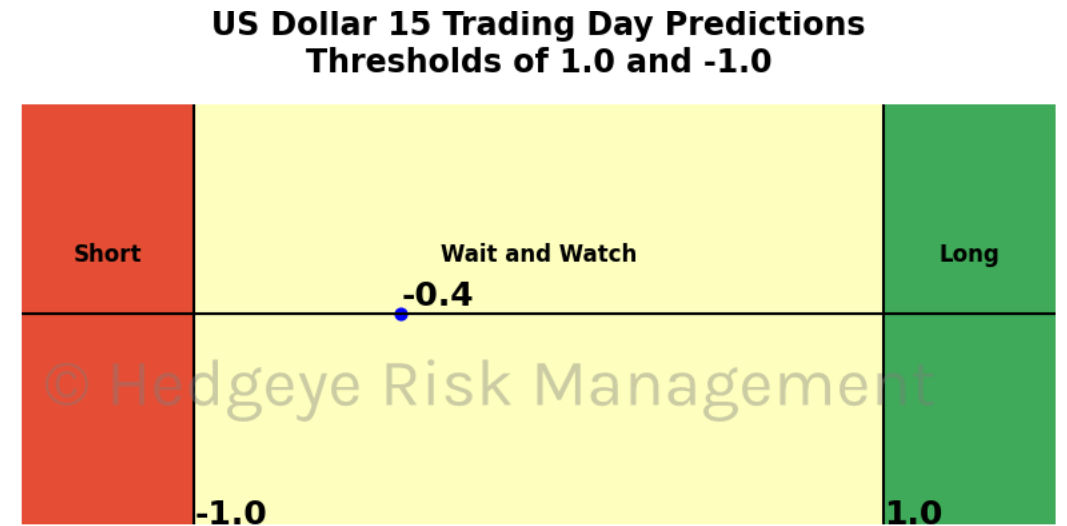 US Dollar 15 Trading Day Predictions
Thresholds of 1.0 and -1.0
Short
Wait and Watch
Long
-0.4
© Hedgeye Risk Management
-1.0
1.0